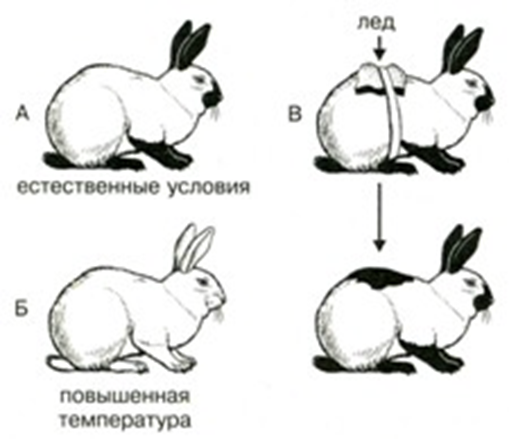 А
естественные условия
Б
повышенная
температура
лед
В